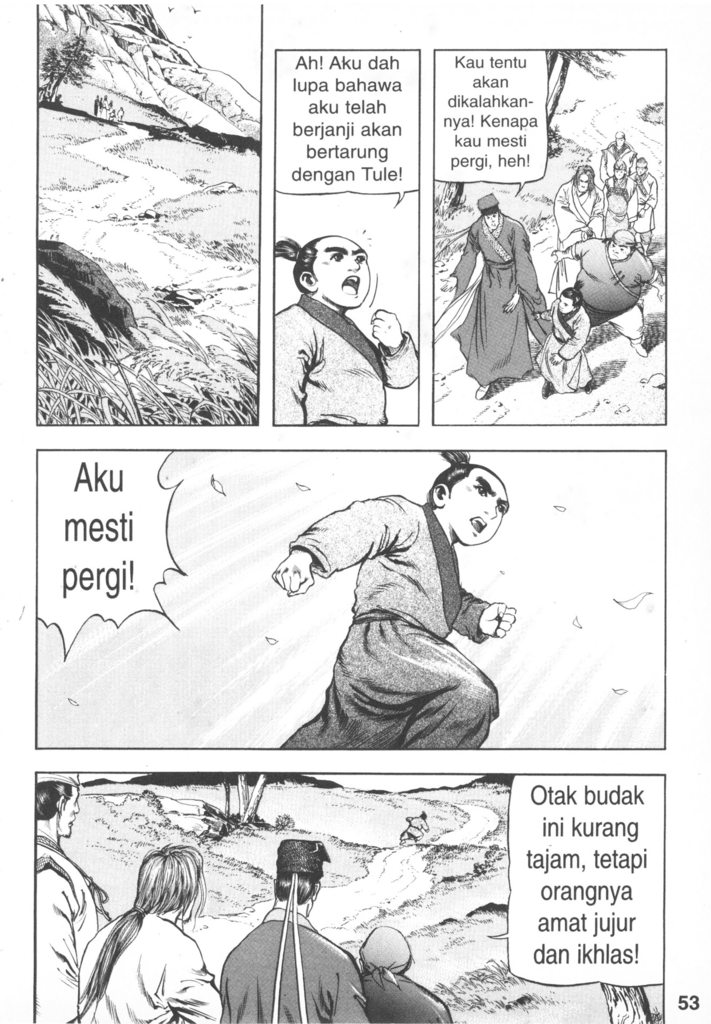 Ah! Aku dah
lupa bahawa
aku telah
berjanji akan
bertarung
dengan Tule!
Kau tentu
akan
dikalahkan-
nya! Kenapa
kau mesti
pergi, heh!
Aku
mesti
pergi!
Otak budak
ini kurang
tajam, tetapi
orangnya
amat jujur
dan ikhlas!
53